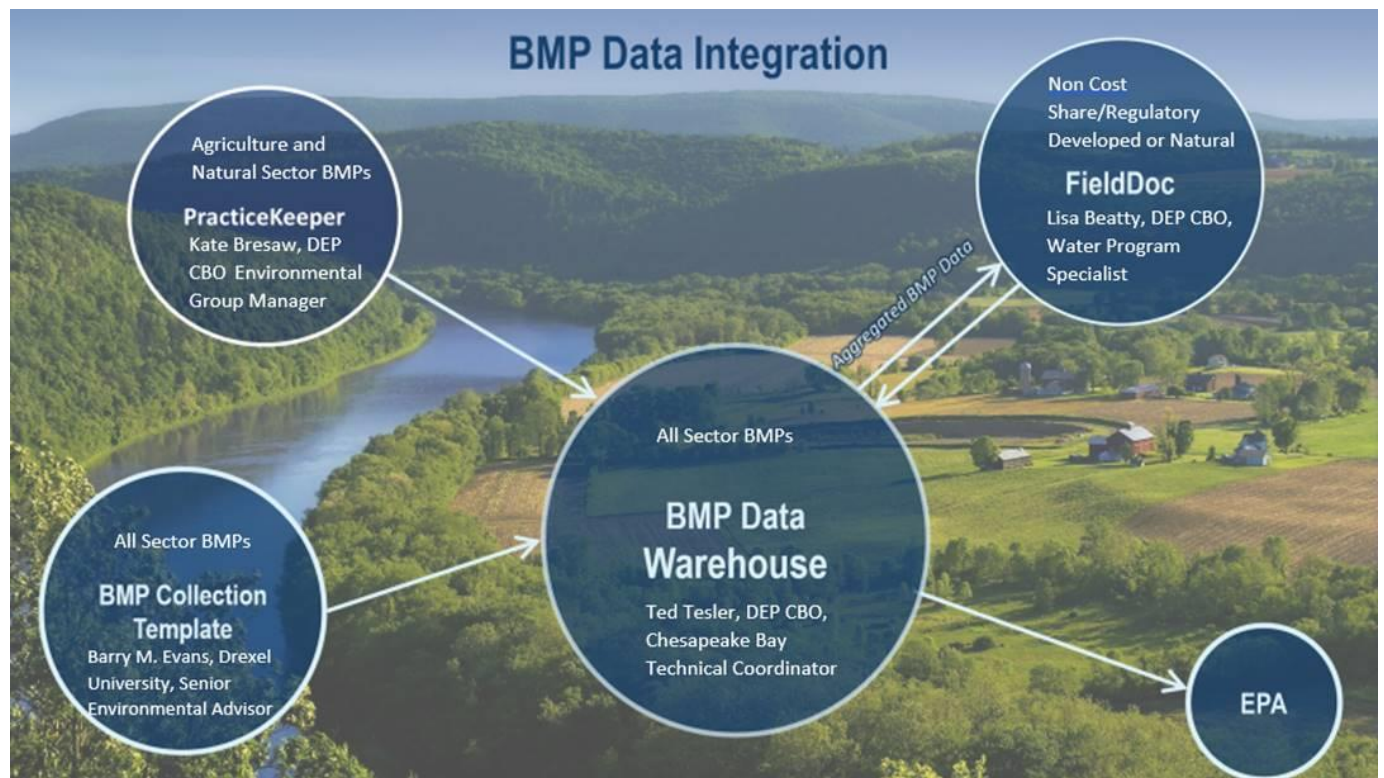 BMP Data Integration
Agriculture and
Natural Sector BMPs
PracticeKeeper
Kate Bresaw, DEP
CBO Environmental
Group Manager
Non Cost
Share/Regulatory
Developed or Natural
FieldDoc
Lisa Beatty, DEP CBO,
Water Program
Specialist
Aggregated BMP Data
All Sector BMPs
BMP Data
Warehouse
Ted Tesler, DEP CBO,
Chesapeake Bay
Technical Coordinator
All Sector BMPs
BMP Collection
Template
Barry M. Evans, Drexel
University, Senior
Environmental Advisor
EPA